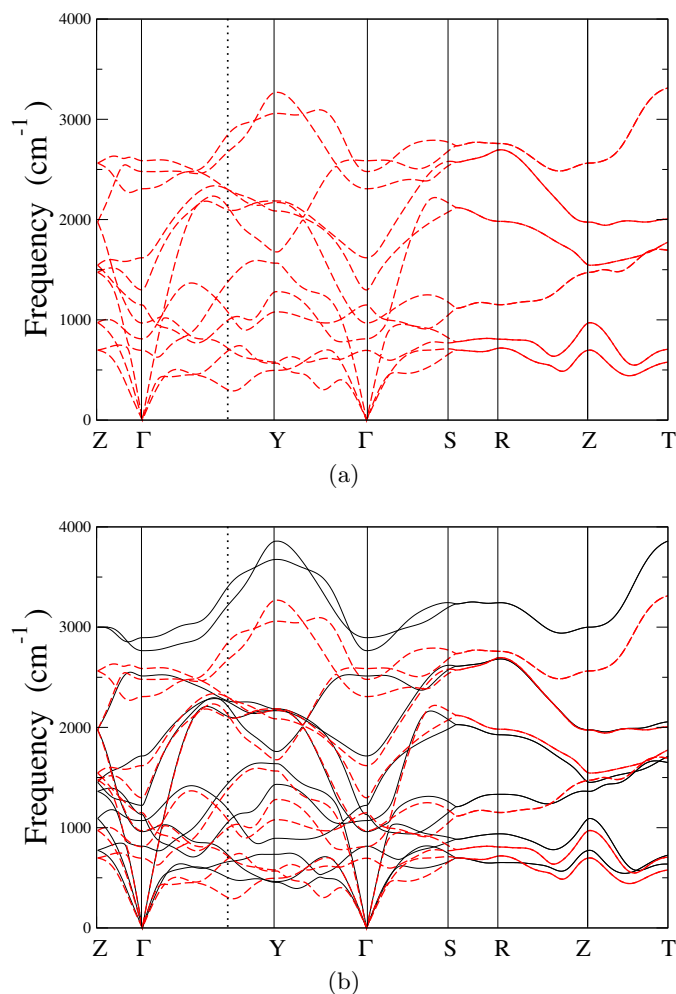 4000
3000
2000
1000
0
Frequency (cm⁻¹)
Z Γ Y Γ S R Z T
(a)
4000
3000
2000
1000
0
Frequency (cm⁻¹)
Z Γ Y Γ S R Z T
(b)